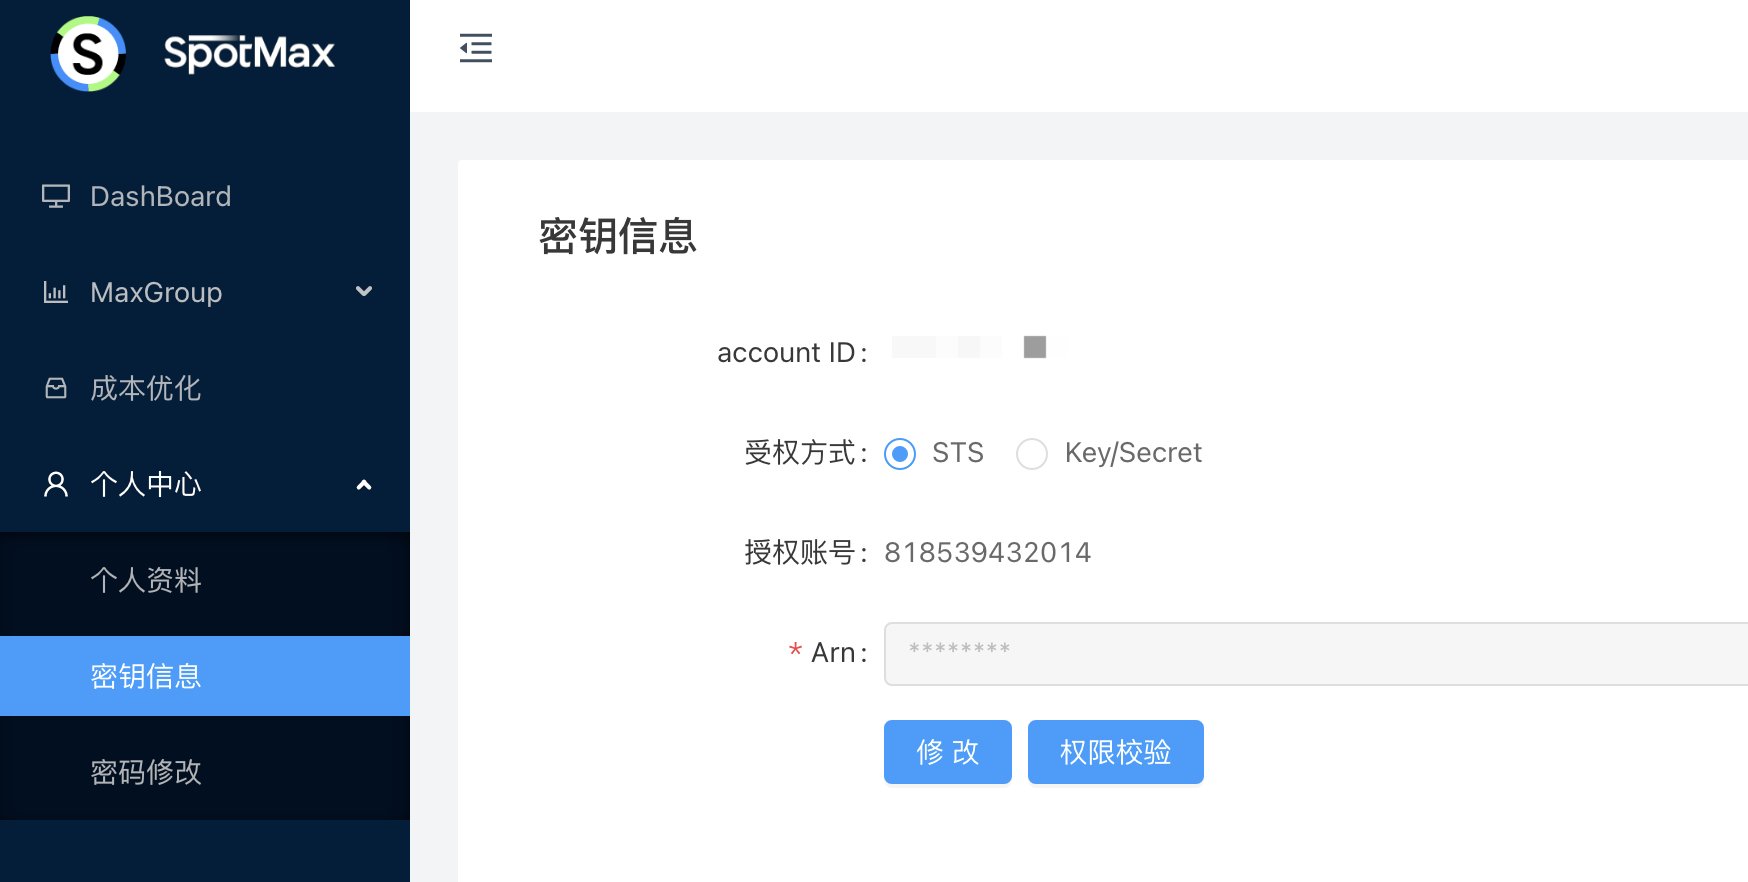 S SpotMax
DashBoard
MaxGroup
成本优化
个人中心
个人资料
密钥信息
密码修改
密钥信息
account ID :
受权方式 : STS Key/Secret
授权账号 : 818539432014
* Arn : ********
修 改 权限校验